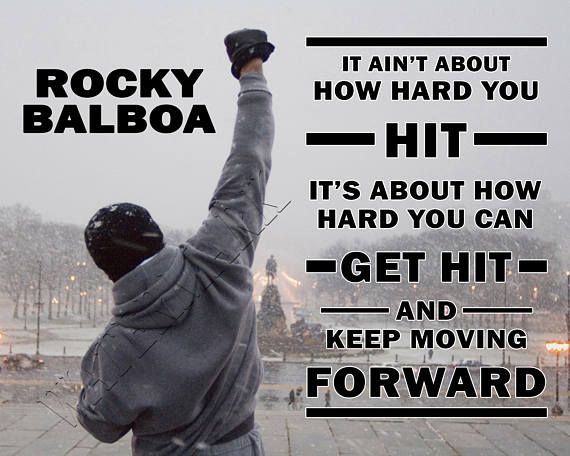 ROCKY
BALBOA
IT AIN'T ABOUT
HOW HARD YOU
HIT
IT'S ABOUT HOW
HARD YOU CAN
GET HIT
AND
KEEP MOVING
FORWARD